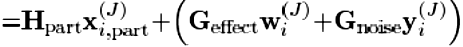 =H_part x_{i,part}^{(J)} + ( G_effect w_i^{(J)} + G_noise y_i^{(J)} )